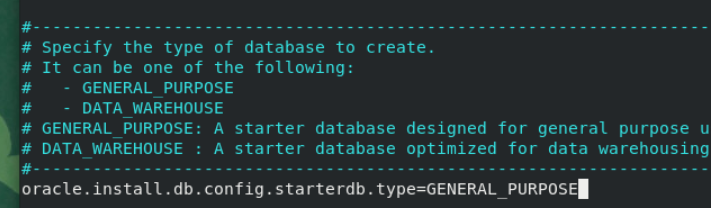 #-------------------------------------------------------------------
# Specify the type of database to create.
# It can be one of the following:
#   - GENERAL_PURPOSE
#   - DATA_WAREHOUSE
# GENERAL_PURPOSE: A starter database designed for general purpose u
# DATA_WAREHOUSE : A starter database optimized for data warehousing
#-------------------------------------------------------------------
oracle.install.db.config.starterdb.type=GENERAL_PURPOSE